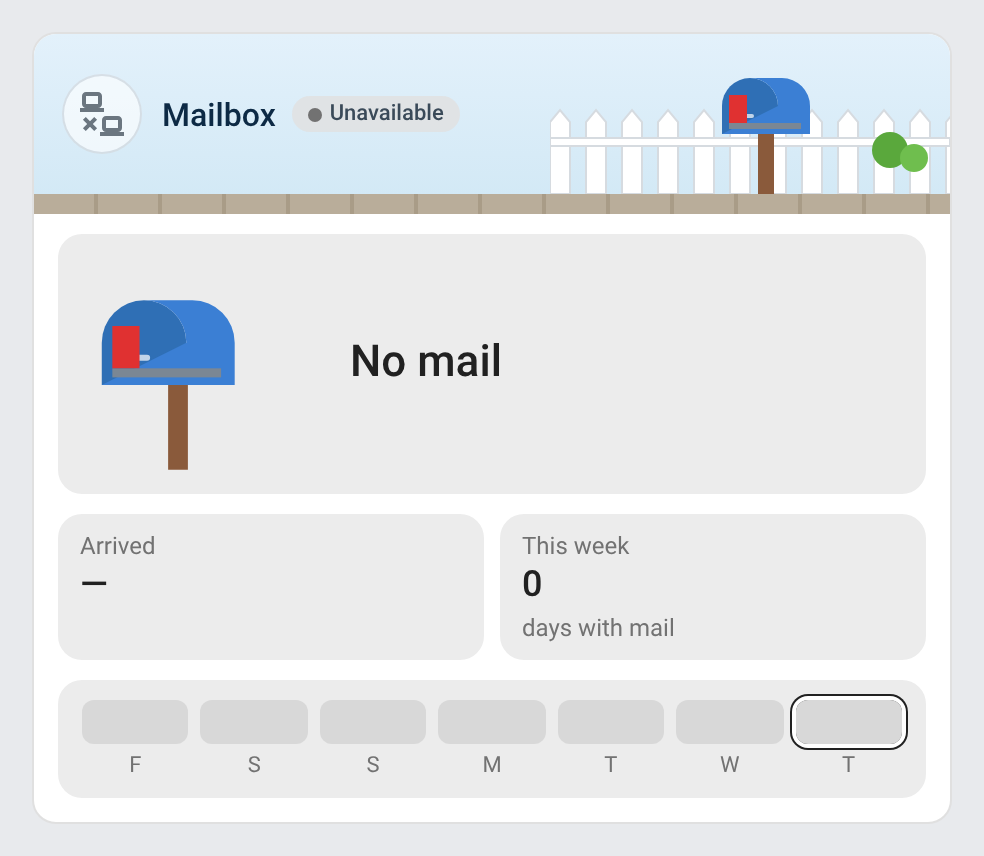 Mailbox
Unavailable
No mail
Arrived
—
This week
0
days with mail
F S S M T W T